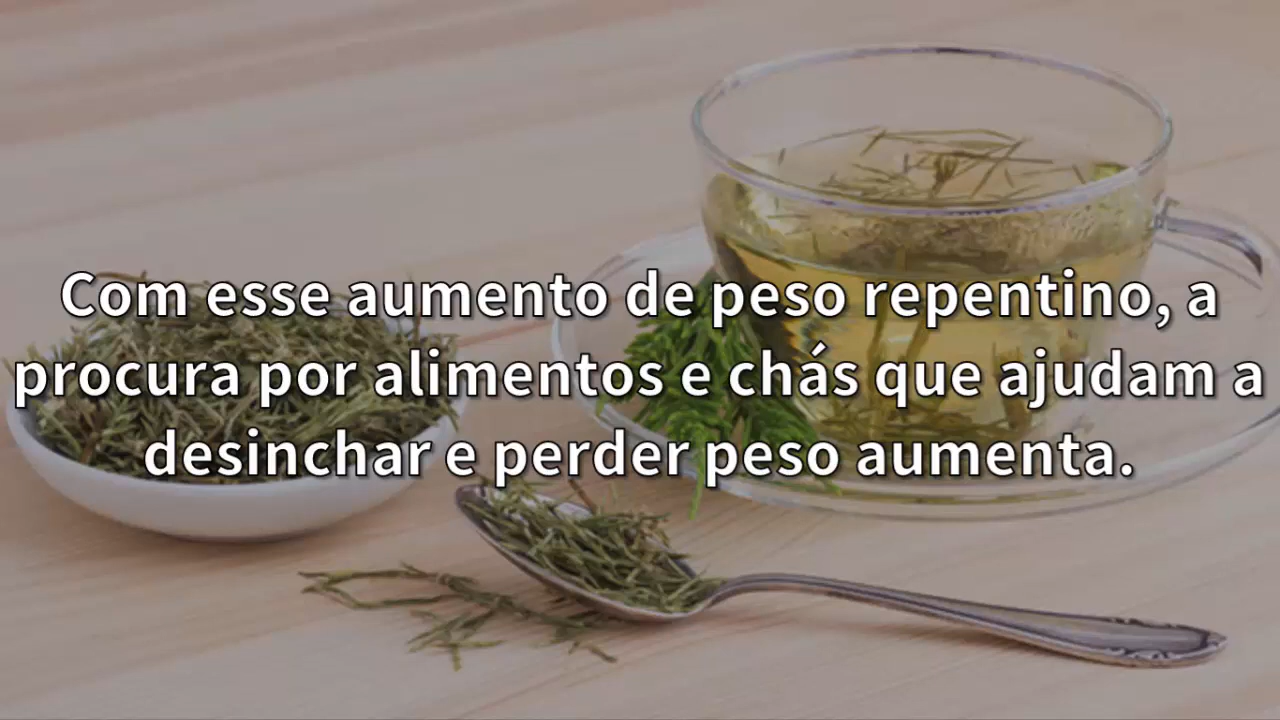 Com esse aumento de peso repentino, a
procura por alimentos e chás que ajudam a
desinchar e perder peso aumenta.